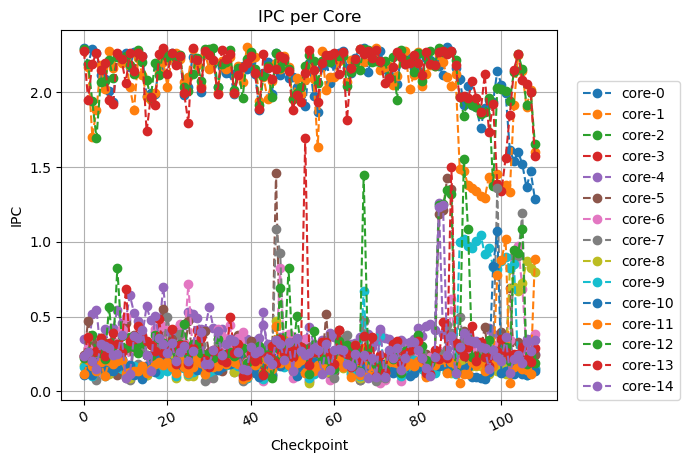 IPC per Core
2.0
1.5
1.0
0.5
0.0
IPC
0
20
40
60
80
100
Checkpoint
core-0
core-1
core-2
core-3
core-4
core-5
core-6
core-7
core-8
core-9
core-10
core-11
core-12
core-13
core-14